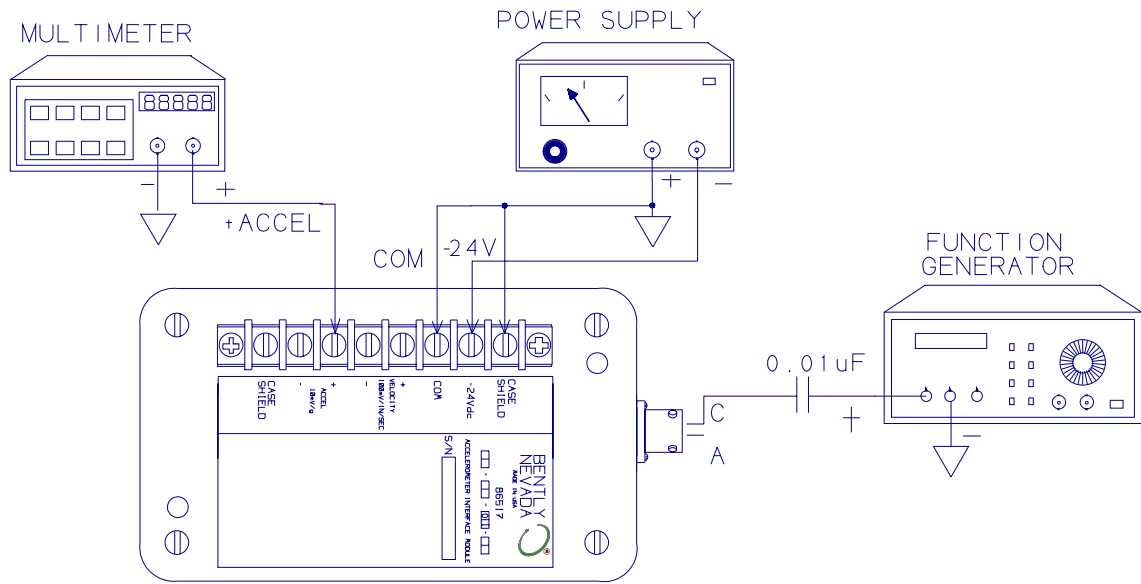 MULTIMETER
POWER SUPPLY
88888
-
+
+ACCEL
COM
-24V
+
-
FUNCTION
GENERATOR
0.01uF
+
-
C
A
CASE
SHIELD
-
+
ACCEL
10mV/g
-
+
VELOCITY
100mV/IN/SEC
COM
-24Vdc
CASE
SHIELD
BENTLY
NEVADA
MADE IN USA
86517
- - 01 -
ACCELEROMETER INTERFACE MODULE
S/N